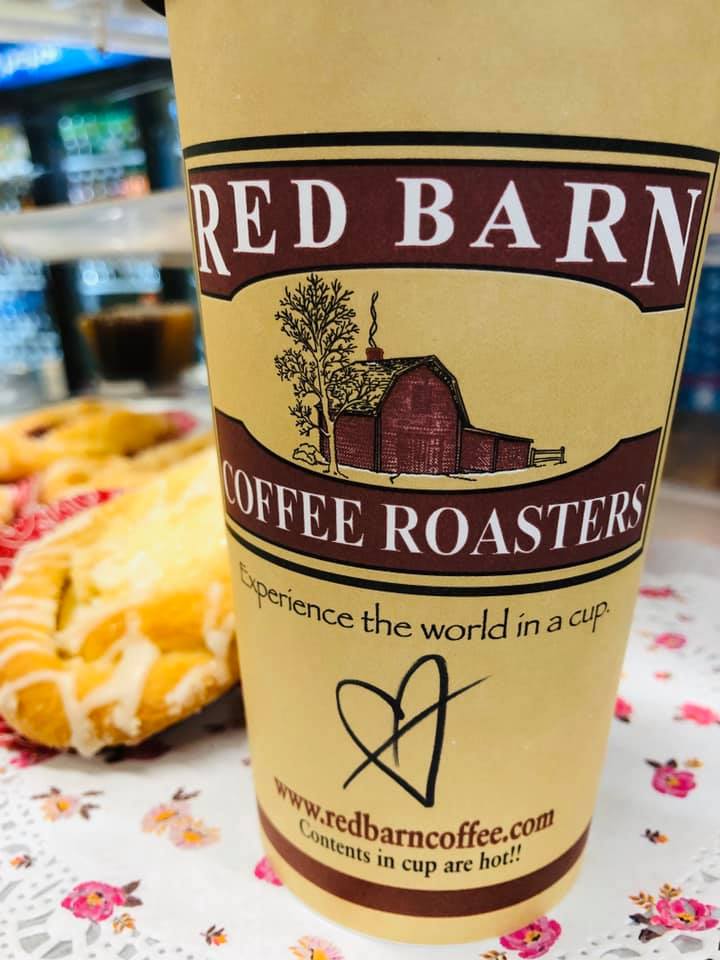 RED BARN
COFFEE ROASTERS
Experience the world in a cup.
www.redbarncoffee.com
Contents in cup are hot!!